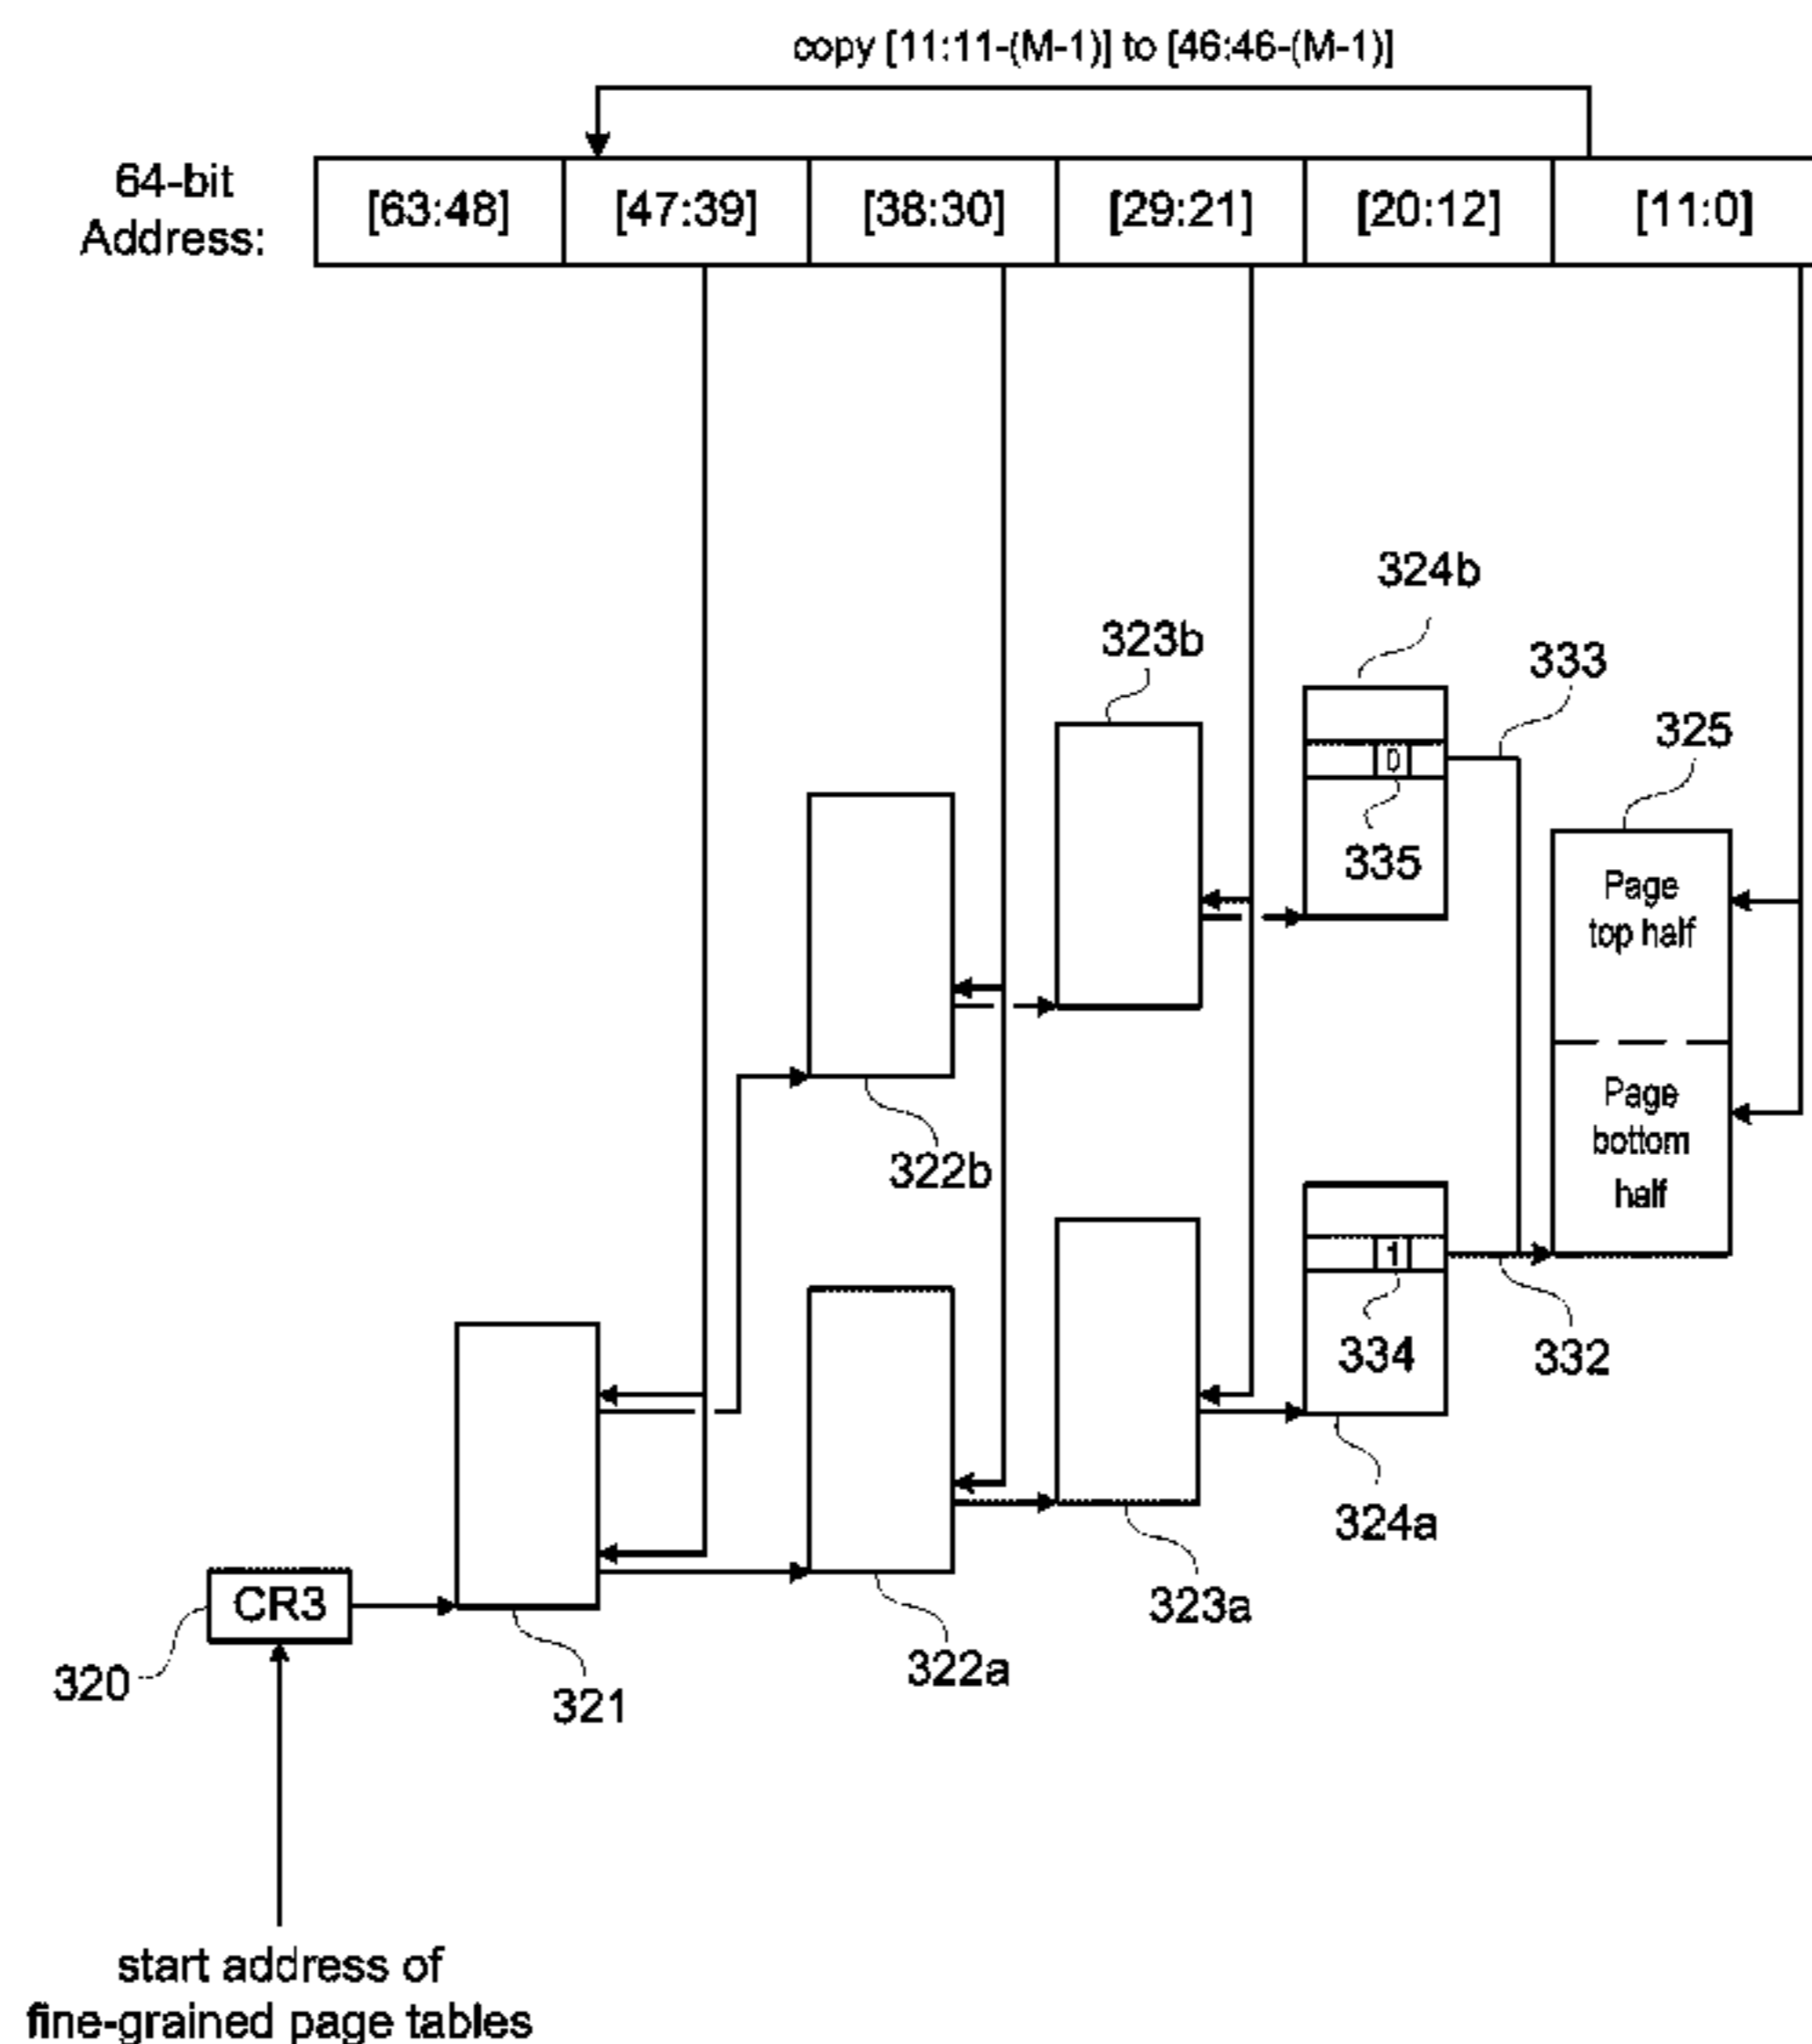 copy [11:11-(M-1)] to [46:46-(M-1)]
64-bit
Address:
[63:48]
[47:39]
[38:30]
[29:21]
[20:12]
[11:0]
324b
323b
333
325
0
335
Page
top half
Page
bottom
half
322b
1
334
332
324a
323a
CR3
320
321
322a
start address of
fine-grained page tables